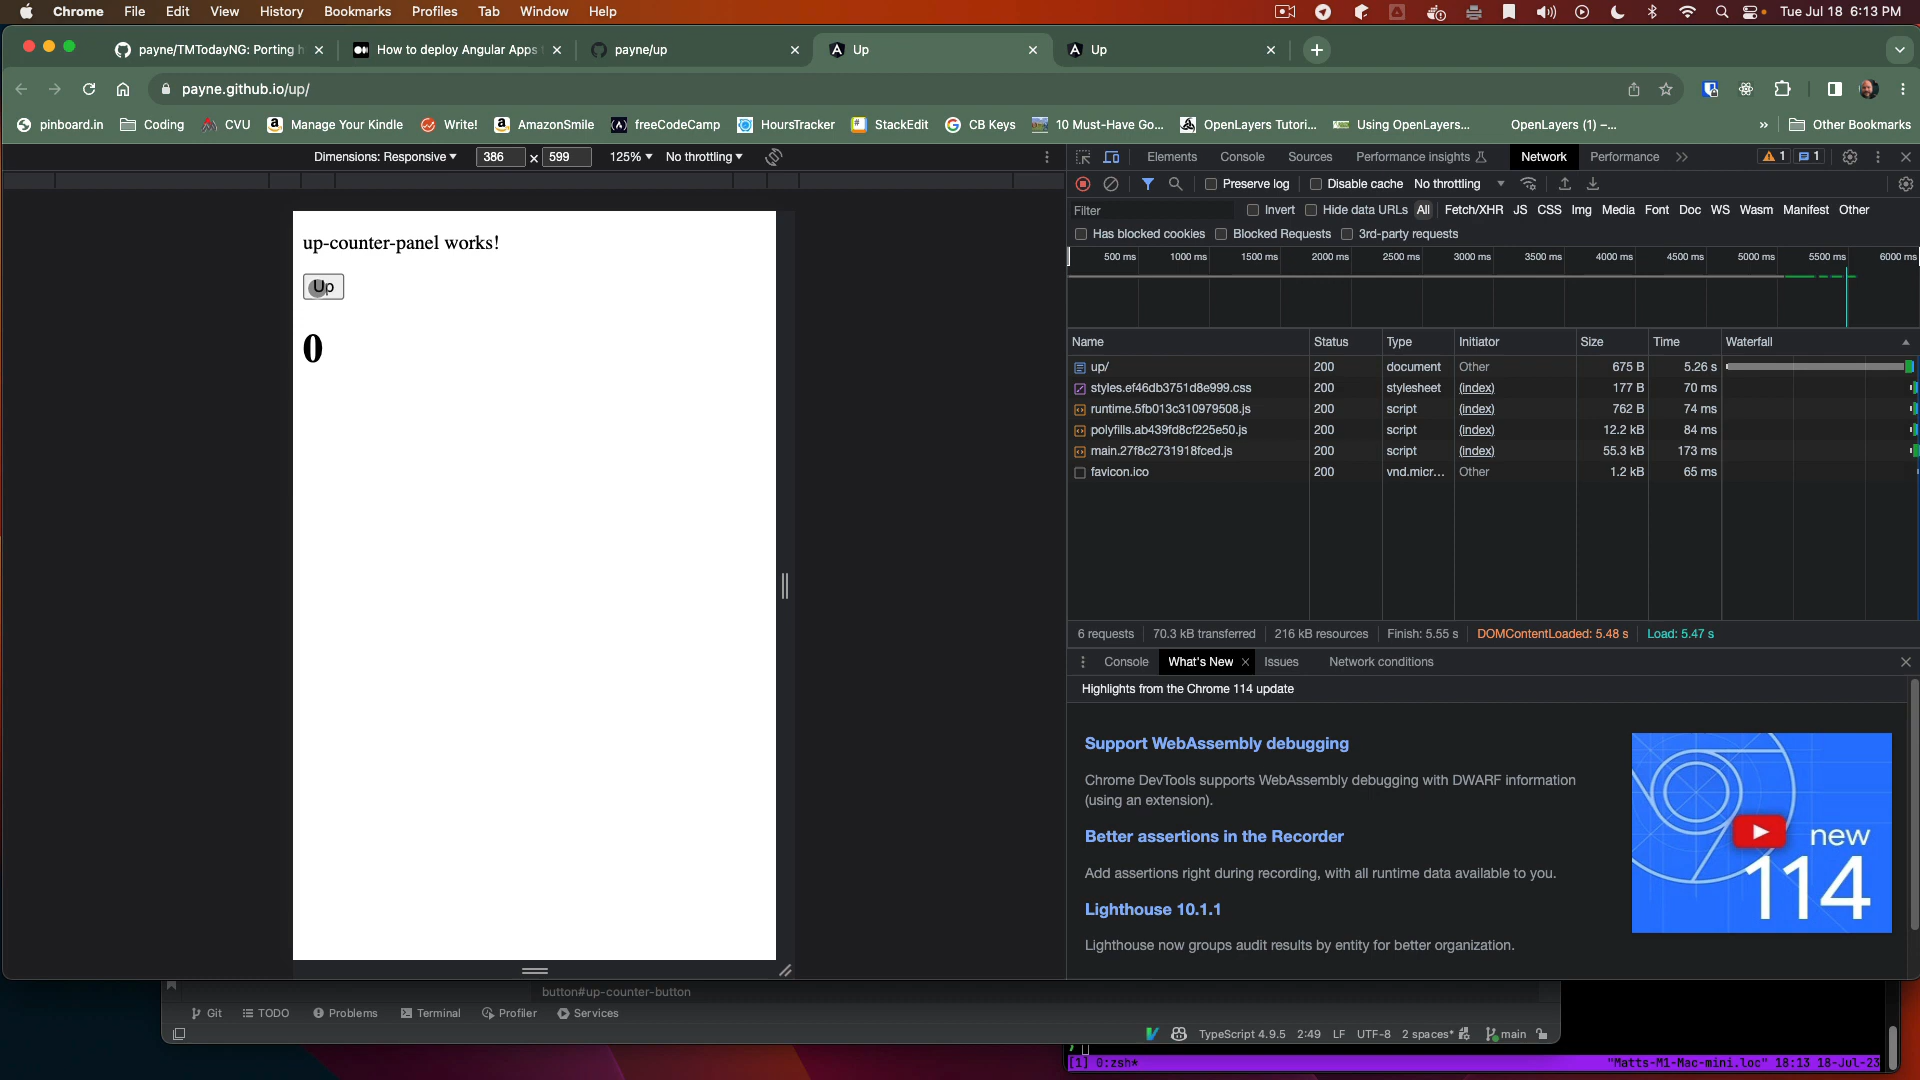 Chrome File Edit View History Bookmarks Profiles Tab Window Help Tue Jul 18 6:13 PM
payne/TMTodayNG: Porting h How to deploy Angular Apps payne/up Up Up
payne.github.io/up/
pinboard.in Coding CVU Manage Your Kindle Write! AmazonSmile freeCodeCamp HoursTracker StackEdit CB Keys 10 Must-Have Go... OpenLayers Tutori... Using OpenLayers... OpenLayers (1) –... » Other Bookmarks
Dimensions: Responsive 386 x 599 125% No throttling
Elements Console Sources Performance insights Network Performance 1 1
Preserve log Disable cache No throttling
Filter Invert Hide data URLs All Fetch/XHR JS CSS Img Media Font Doc WS Wasm Manifest Other
Has blocked cookies Blocked Requests 3rd-party requests
500 ms 1000 ms 1500 ms 2000 ms 2500 ms 3000 ms 3500 ms 4000 ms 4500 ms 5000 ms 5500 ms 6000 ms
up-counter-panel works!
Up
0
Name Status Type Initiator Size Time Waterfall
up/ 200 document Other 675 B 5.26 s
styles.ef46db3751d8e999.css 200 stylesheet (index) 177 B 70 ms
runtime.5fb013c310979508.js 200 script (index) 762 B 74 ms
polyfills.ab439fd8cf225e50.js 200 script (index) 12.2 kB 84 ms
main.27f8c2731918fced.js 200 script (index) 55.3 kB 173 ms
favicon.ico 200 vnd.micr... Other 1.2 kB 65 ms
6 requests 70.3 kB transferred 216 kB resources Finish: 5.55 s DOMContentLoaded: 5.48 s Load: 5.47 s
Console What's New Issues Network conditions
Highlights from the Chrome 114 update
Support WebAssembly debugging
Chrome DevTools supports WebAssembly debugging with DWARF information
(using an extension).
Better assertions in the Recorder
Add assertions right during recording, with all runtime data available to you.
Lighthouse 10.1.1
Lighthouse now groups audit results by entity for better organization.
new
114
button#up-counter-button
Git TODO Problems Terminal Profiler Services
TypeScript 4.9.5 2:49 LF UTF-8 2 spaces* main
[1] 0:zsh* "Matts-M1-Mac-mini.loc" 18:13 18-Jul-23